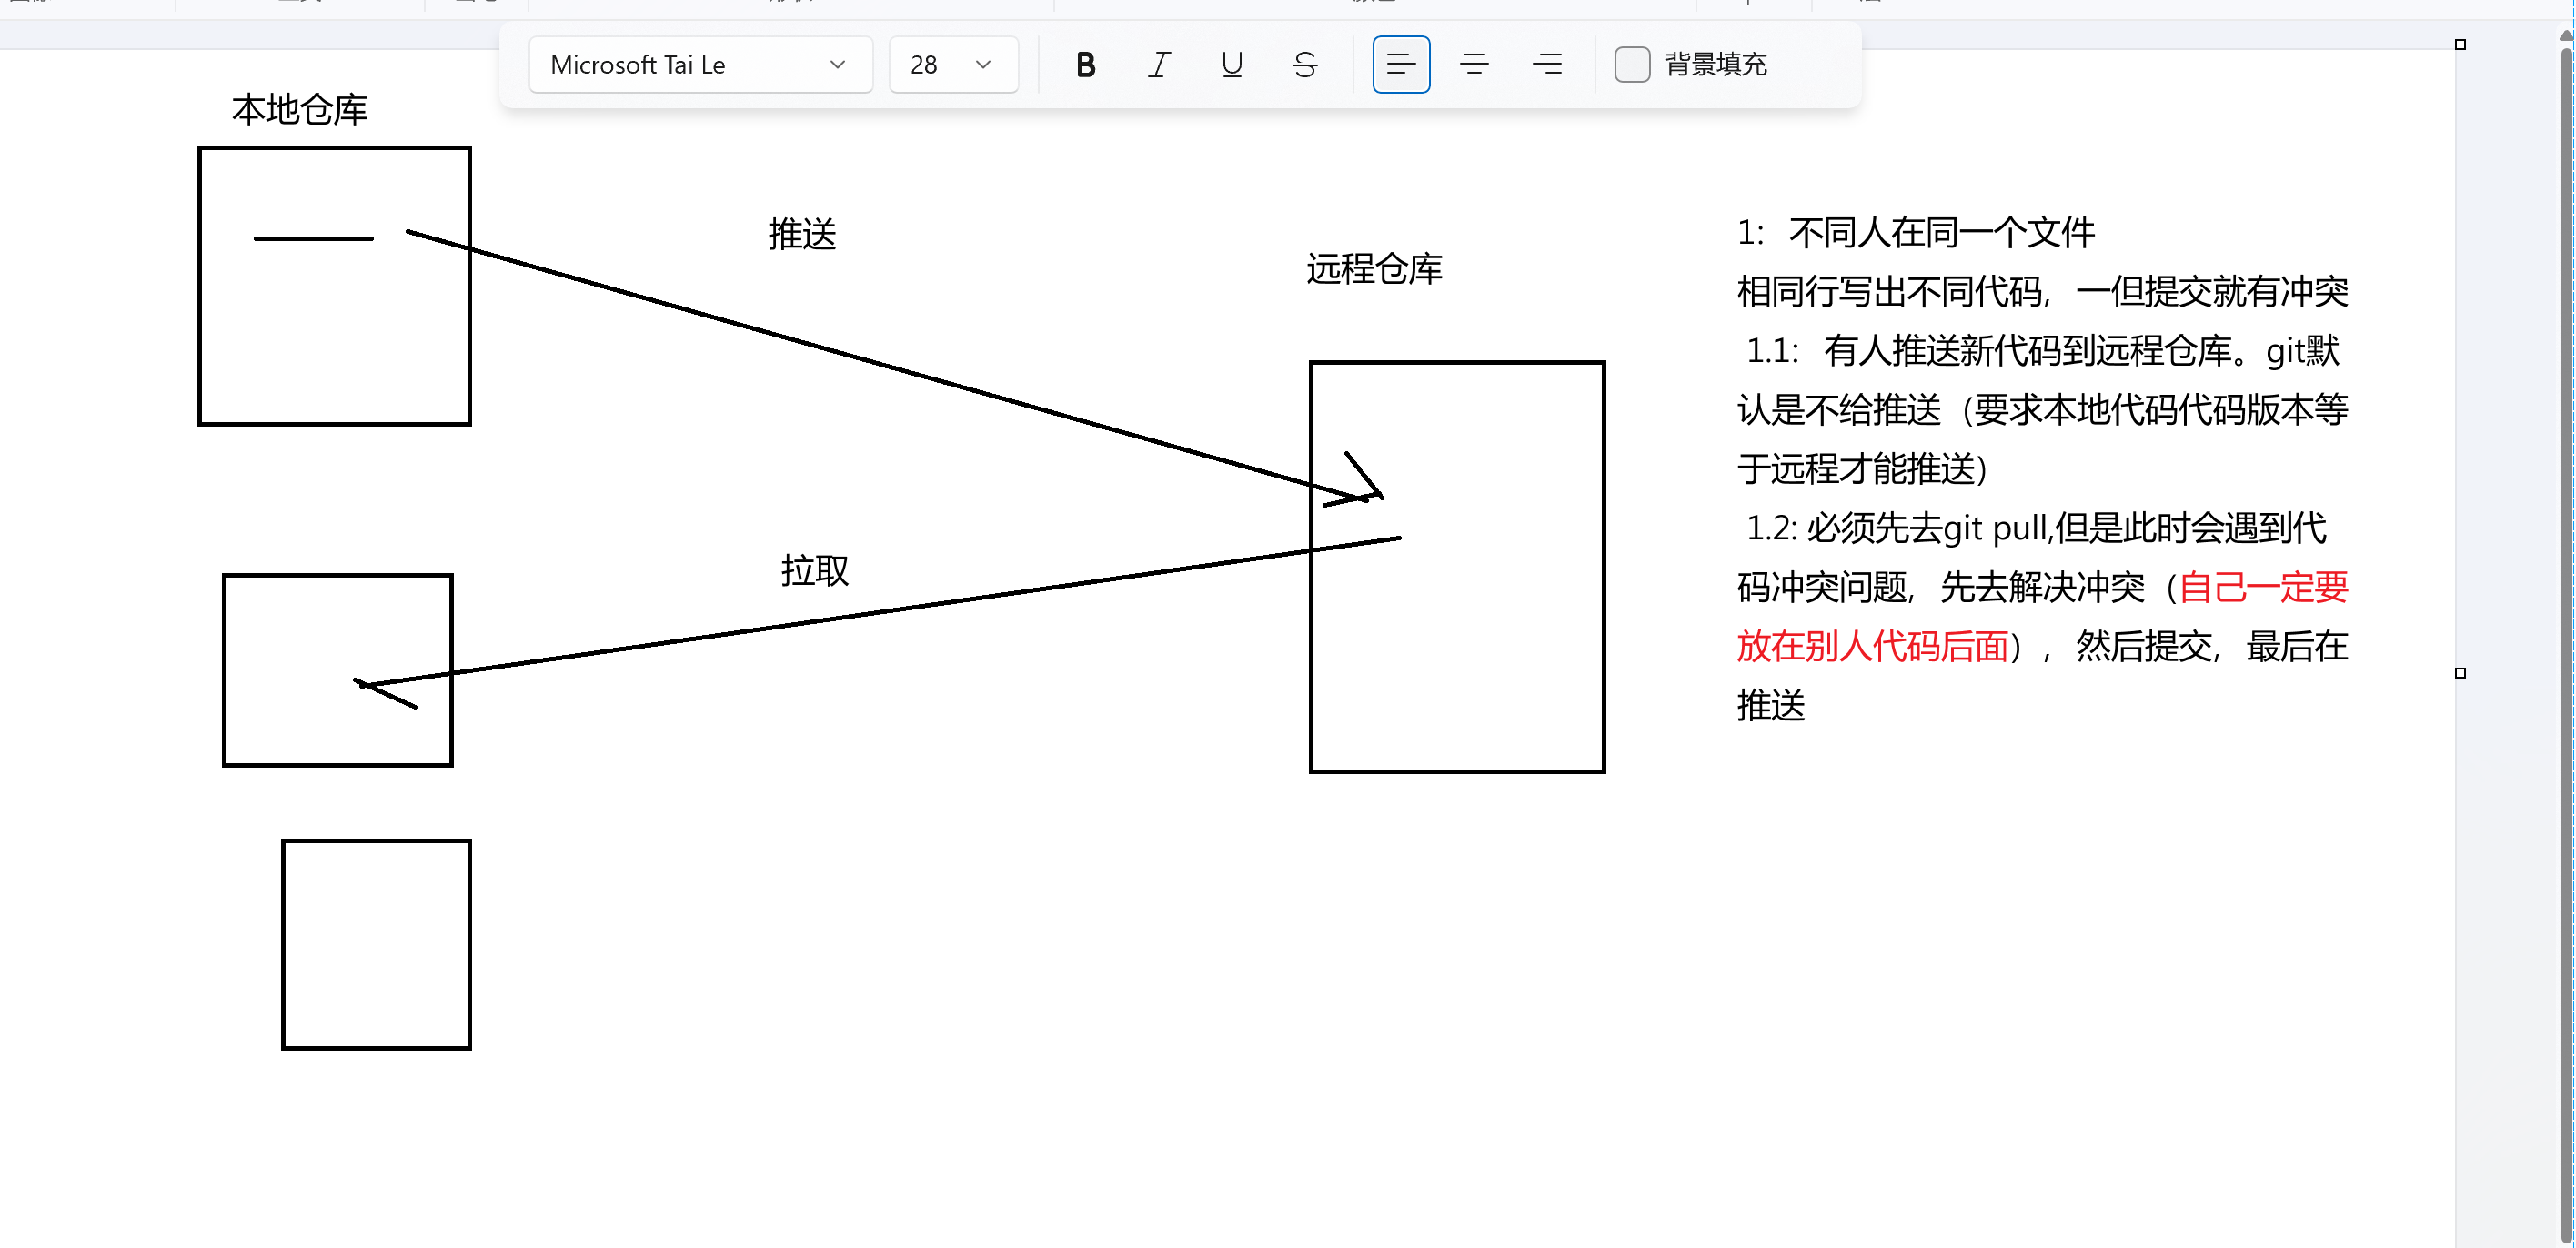 Microsoft Tai Le
28
B
I
U
S
背景填充
本地仓库
推送
远程仓库
拉取
1: 不同人在同一个文件
相同行写出不同代码，一但提交就有冲突
1.1: 有人推送新代码到远程仓库。git默
认是不给推送（要求本地代码代码版本等
于远程才能推送）
1.2: 必须先去git pull,但是此时会遇到代
码冲突问题，先去解决冲突（自己一定要
放在别人代码后面），然后提交，最后在
推送